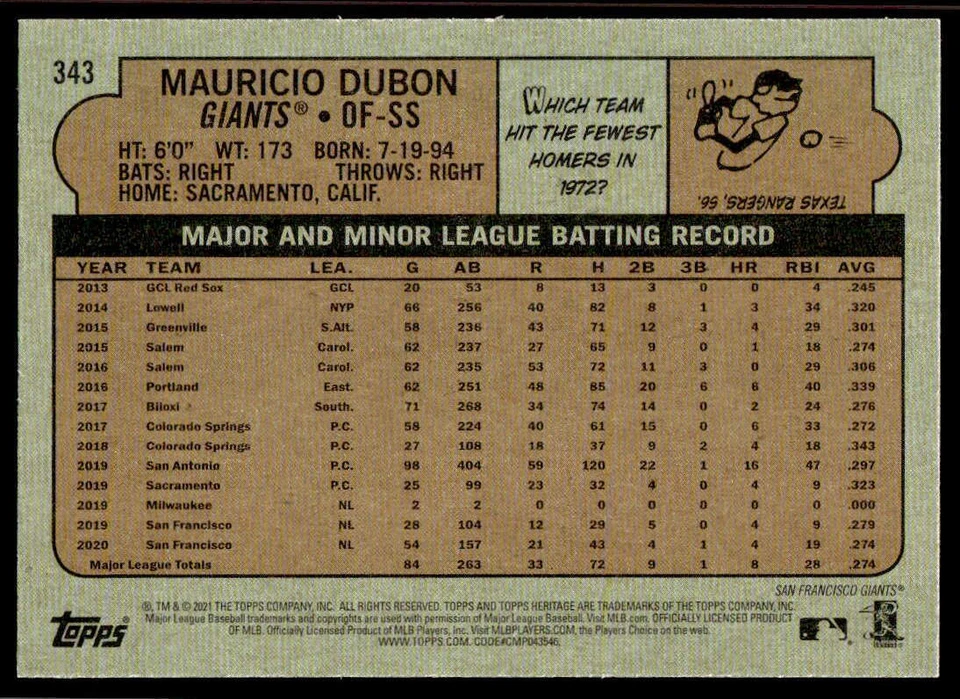 343
MAURICIO DUBON
GIANTS® • OF-SS
HT: 6'0" WT: 173 BORN: 7-19-94
BATS: RIGHT THROWS: RIGHT
HOME: SACRAMENTO, CALIF.
WHICH TEAM
HIT THE FEWEST
HOMERS IN
1972?
TEXAS RANGERS, 56.
MAJOR AND MINOR LEAGUE BATTING RECORD
YEAR TEAM LEA. G AB R H 2B 3B HR RBI AVG
2013 GCL Red Sox GCL 20 53 8 13 3 0 0 4 .245
2014 Lowell NYP 66 256 40 82 8 1 3 34 .320
2015 Greenville S.Atl. 58 236 43 71 12 3 4 29 .301
2015 Salem Carol. 62 237 27 65 9 0 1 18 .274
2016 Salem Carol. 62 235 53 72 11 3 0 29 .306
2016 Portland East. 62 251 48 85 20 6 6 40 .339
2017 Biloxi South. 71 268 34 74 14 0 2 24 .276
2017 Colorado Springs P.C. 58 224 40 61 15 0 6 33 .272
2018 Colorado Springs P.C. 27 108 18 37 9 2 4 18 .343
2019 San Antonio P.C. 98 404 59 120 22 1 16 47 .297
2019 Sacramento P.C. 25 99 23 32 4 0 4 9 .323
2019 Milwaukee NL 2 2 0 0 0 0 0 0 .000
2019 San Francisco NL 28 104 12 29 5 0 4 9 .279
2020 San Francisco NL 54 157 21 43 4 1 4 19 .274
Major League Totals 84 263 33 72 9 1 8 28 .274
SAN FRANCISCO GIANTS®
®, TM & © 2021 THE TOPPS COMPANY, INC. ALL RIGHTS RESERVED. TOPPS AND TOPPS HERITAGE ARE TRADEMARKS OF THE TOPPS COMPANY, INC.
Major League Baseball trademarks and copyrights are used with permission of Major League Baseball. Visit MLB.com. OFFICIALLY LICENSED PRODUCT
OF MLB. Officially Licensed Product of MLB Players, Inc. Visit MLBPLAYERS.COM, the Players Choice on the web.
WWW.TOPPS.COM. CODE#CMP043546.
TOPPS®